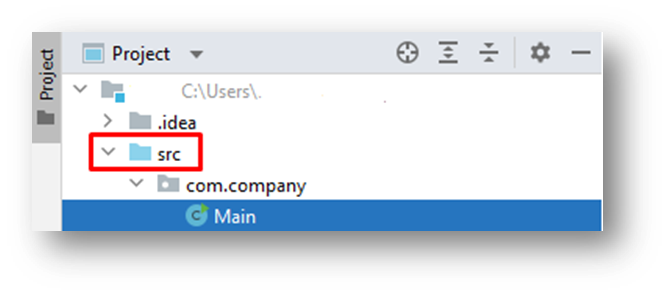 Project
Project
C:\Users\.
.idea
src
com.company
Main